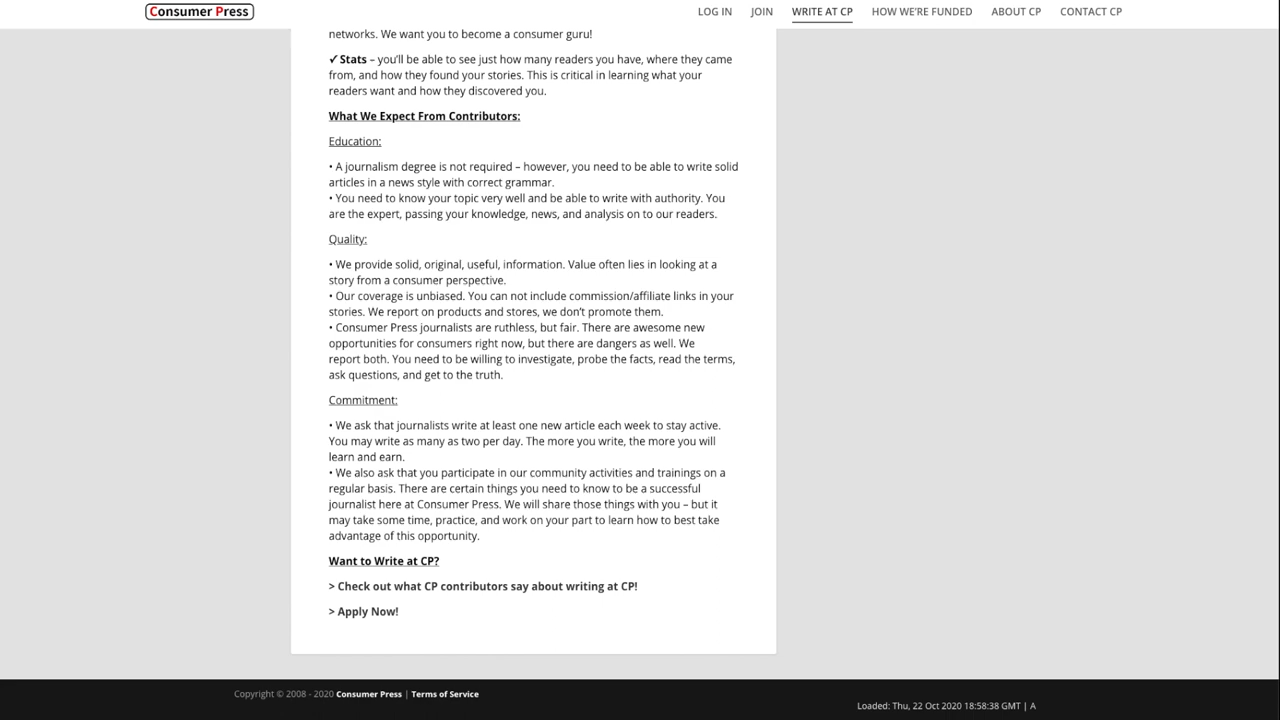 Consumer Press
LOG IN JOIN WRITE AT CP HOW WE'RE FUNDED ABOUT CP CONTACT CP
networks. We want you to become a consumer guru!
✓Stats – you'll be able to see just how many readers you have, where they came
from, and how they found your stories. This is critical in learning what your
readers want and how they discovered you.
What We Expect From Contributors:
Education:
• A journalism degree is not required – however, you need to be able to write solid
articles in a news style with correct grammar.
• You need to know your topic very well and be able to write with authority. You
are the expert, passing your knowledge, news, and analysis on to our readers.
Quality:
• We provide solid, original, useful, information. Value often lies in looking at a
story from a consumer perspective.
• Our coverage is unbiased. You can not include commission/affiliate links in your
stories. We report on products and stores, we don't promote them.
• Consumer Press journalists are ruthless, but fair. There are awesome new
opportunities for consumers right now, but there are dangers as well. We
report both. You need to be willing to investigate, probe the facts, read the terms,
ask questions, and get to the truth.
Commitment:
• We ask that journalists write at least one new article each week to stay active.
You may write as many as two per day. The more you write, the more you will
learn and earn.
• We also ask that you participate in our community activities and trainings on a
regular basis. There are certain things you need to know to be a successful
journalist here at Consumer Press. We will share those things with you – but it
may take some time, practice, and work on your part to learn how to best take
advantage of this opportunity.
Want to Write at CP?
> Check out what CP contributors say about writing at CP!
> Apply Now!
Copyright © 2008 - 2020 Consumer Press | Terms of Service
Loaded: Thu, 22 Oct 2020 18:58:38 GMT | A